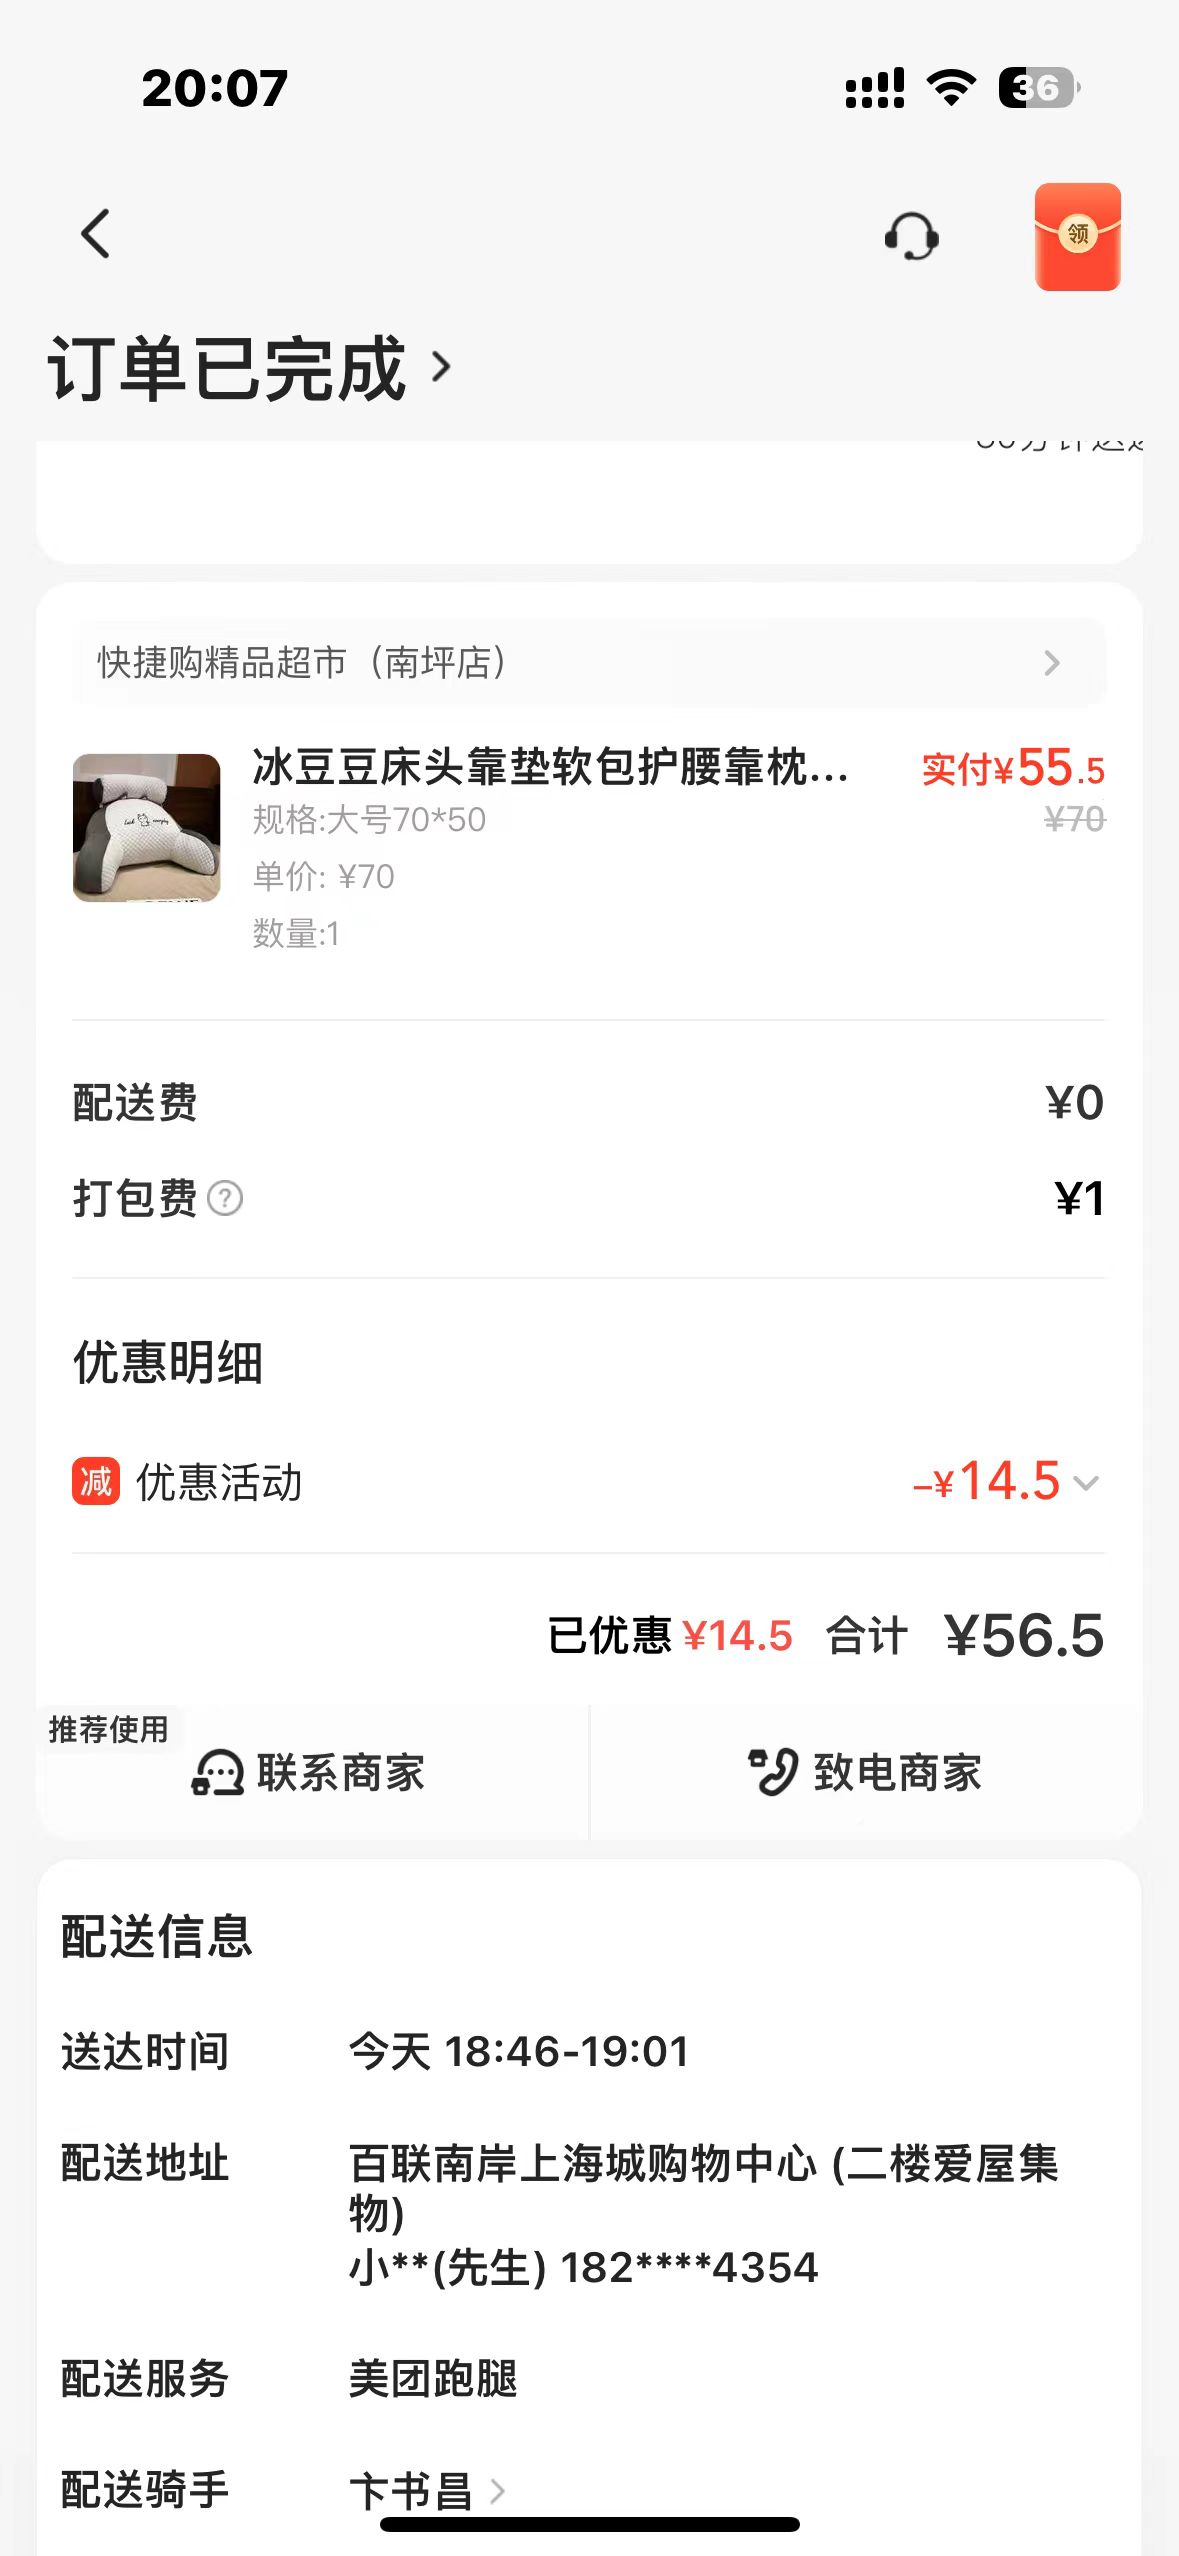 20:07
36
领
订单已完成
快捷购精品超市（南坪店）
冰豆豆床头靠垫软包护腰靠枕...
实付¥55.5
规格:大号70*50
¥70
单价: ¥70
数量:1
配送费
¥0
打包费?
¥1
优惠明细
减 优惠活动
-¥14.5
已优惠 ¥14.5 合计 ¥56.5
推荐使用
联系商家
致电商家
配送信息
送达时间
今天 18:46-19:01
配送地址
百联南岸上海城购物中心 (二楼爱屋集
物)
小**(先生) 182****4354
配送服务
美团跑腿
配送骑手
卞书昌